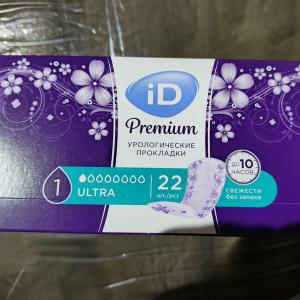 iD
Premium
УРОЛОГИЧЕСКИЕ
ПРОКЛАДКИ
ДО 10
ЧАСОВ
1 ULTRA 22
шт./pcs
СВЕЖЕСТИ
без запаха